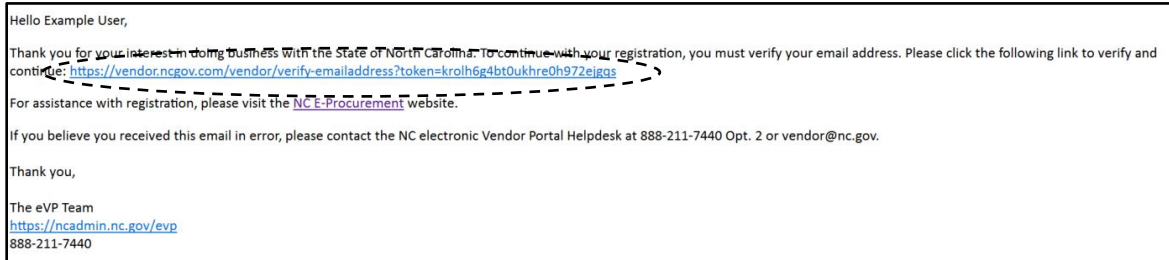 Hello Example User,
Thank you for your interest in doing business with the State of North Carolina. To continue with your registration, you must verify your email address. Please click the following link to verify and
continue: https://vendor.ncgov.com/vendor/verify-emailaddress?token=krolh6g4bt0ukhre0h972ejgqs
For assistance with registration, please visit the NC E-Procurement website.
If you believe you received this email in error, please contact the NC electronic Vendor Portal Helpdesk at 888-211-7440 Opt. 2 or vendor@nc.gov.
Thank you,
The eVP Team
https://ncadmin.nc.gov/evp
888-211-7440